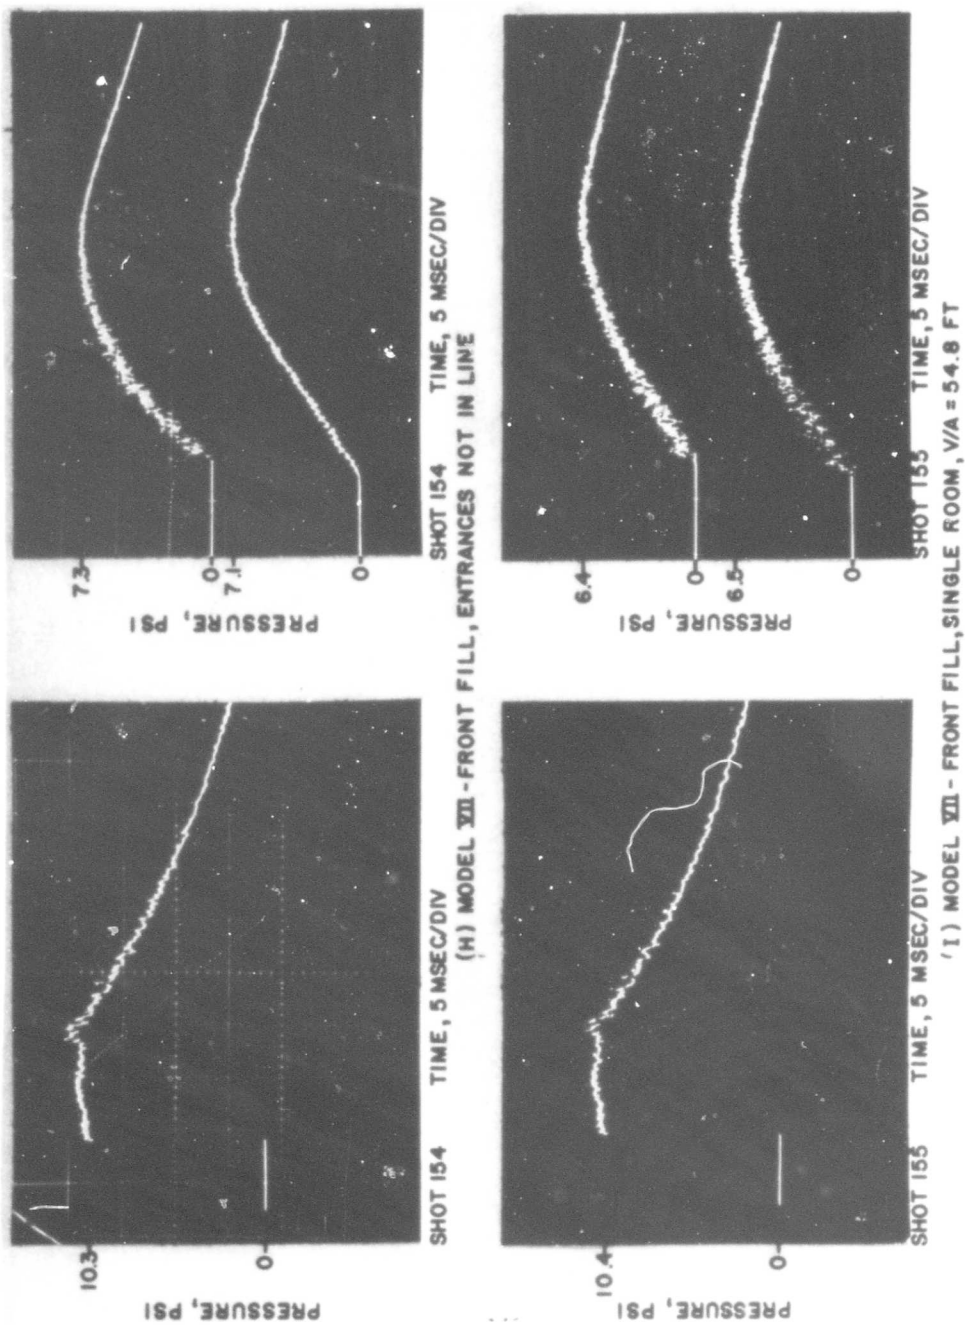 PRESSURE, PSI
10.3
0
SHOT 154 TIME, 5 MSEC/DIV
PRESSURE, PSI
7.3
0
7.1
0
SHOT 154 TIME, 5 MSEC/DIV
(H) MODEL VII - FRONT FILL, ENTRANCES NOT IN LINE
PRESSURE, PSI
10.4
0
SHOT 155 TIME, 5 MSEC/DIV
PRESSURE, PSI
6.4
0
6.5
0
SHOT 155 TIME, 5 MSEC/DIV
(I) MODEL VII - FRONT FILL, SINGLE ROOM, V/A = 54.8 FT